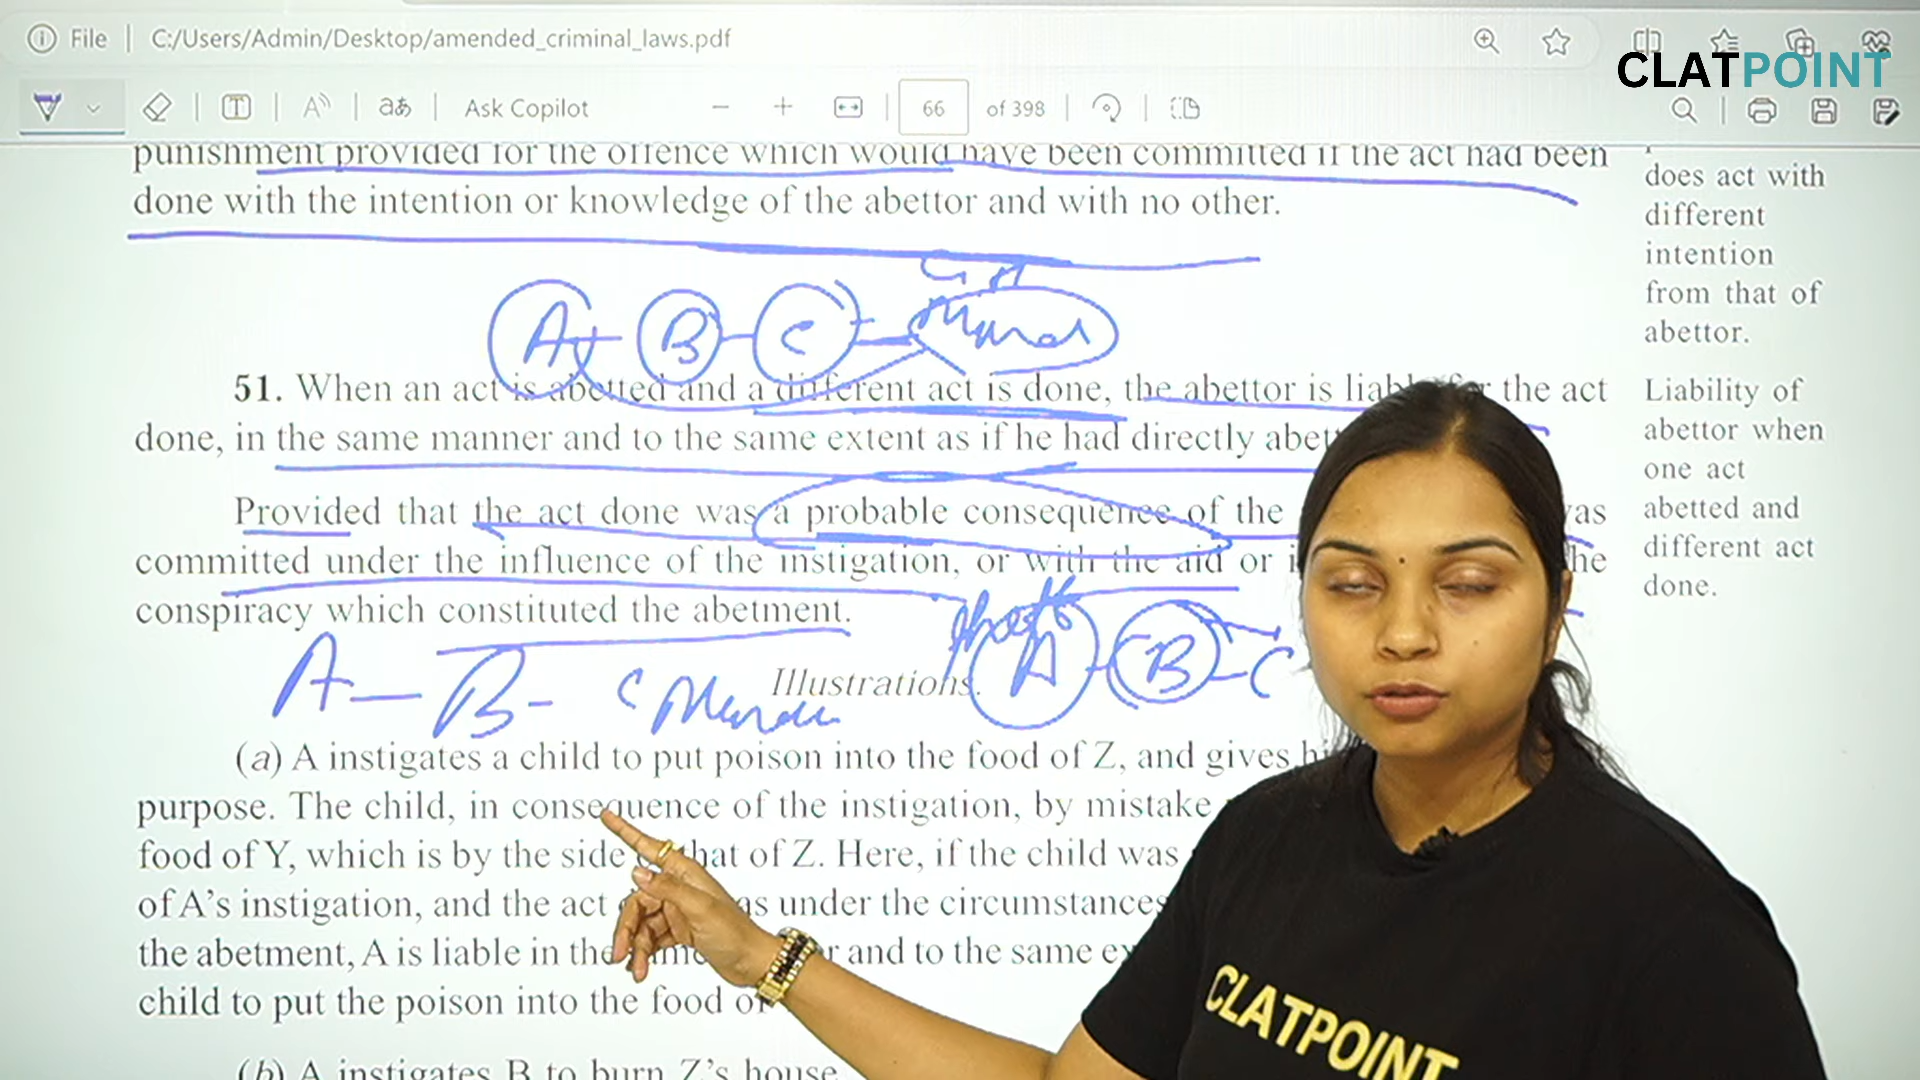 File | C:/Users/Admin/Desktop/amended_criminal_laws.pdf
CLATPOINT
aあ Ask Copilot 66 of 398
punishment provided for the offence which would have been committed if the act had been
done with the intention or knowledge of the abettor and with no other.
does act with
different
intention
from that of
abettor.
A B C
51. When an act is abetted and a different act is done, the abettor is liable for the act
done, in the same manner and to the same extent as if he had directly
Provided that the act done was a probable consequence of the was
committed under the influence of the instigation, or with the aid or the
conspiracy which constituted the abetment.
Liability of
abettor when
one act
abetted and
different act
done.
A B C
A B C
Illustrations.
(a) A instigates a child to put poison into the food of Z, and gives
purpose. The child, in consequence of the instigation, by mistake
food of Y, which is by the side that of Z. Here, if the child was
of A's instigation, and the act under the circumstances
the abetment, A is liable in the and to the same
child to put the poison into the food
(b) A instigates B to burn Z's house
CLATPOINT